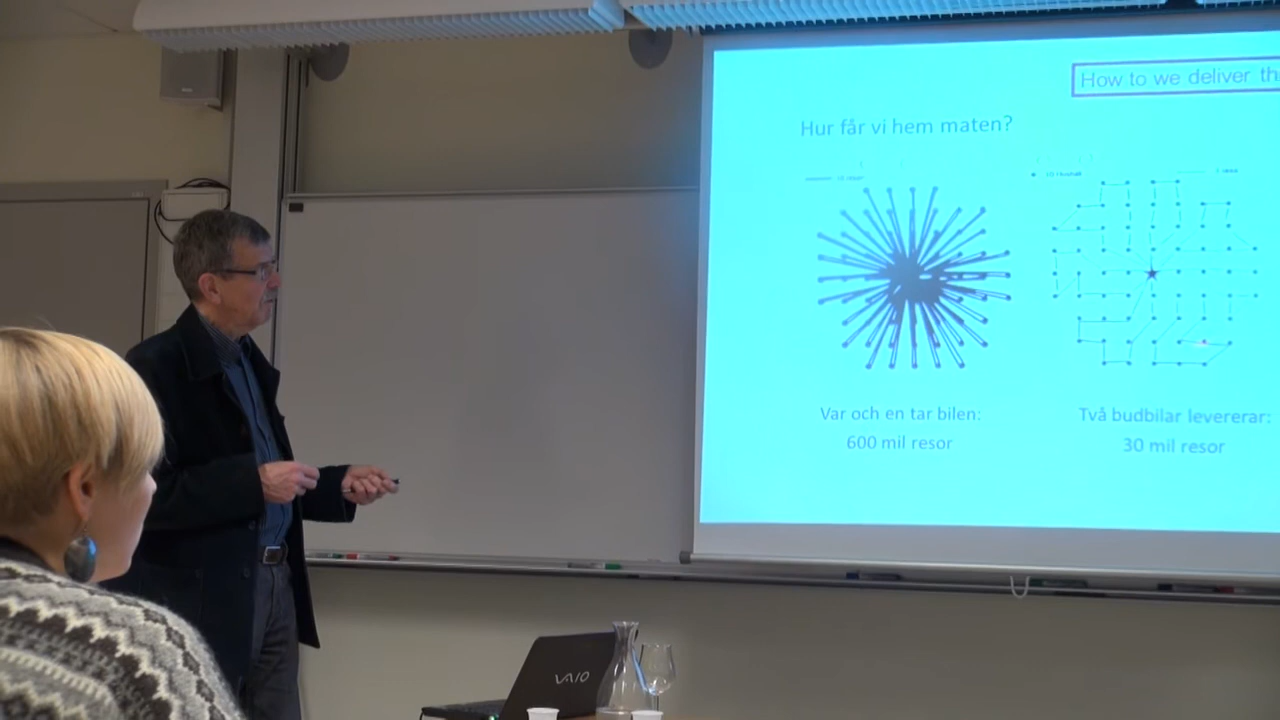 How to we deliver th
Hur får vi hem maten?
Var och en tar bilen:
600 mil resor
Två budbilar levererar:
30 mil resor
VAIO